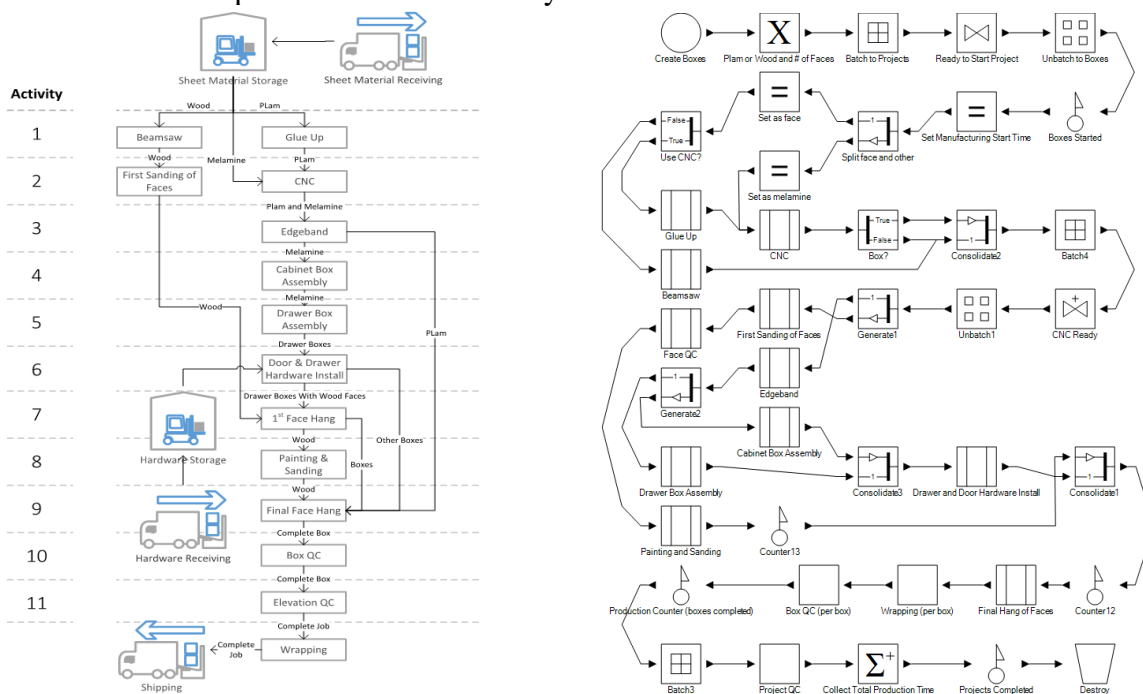 Sheet Material Storage
Sheet Material Receiving
Activity
Wood
PLam
1
Beamsaw
Glue Up
Wood
Melamine
PLam
2
First Sanding of
Faces
CNC
Plam and Melamine
3
Edgeband
Melamine
4
Cabinet Box
Assembly
Melamine
Wood
5
Drawer Box
Assembly
PLam
Drawer Boxes
6
Door & Drawer
Hardware Install
Drawer Boxes With Wood Faces
7
1st Face Hang
Wood
Other Boxes
Hardware Storage
8
Painting &
Sanding
Boxes
Wood
9
Final Face Hang
Complete Box
Hardware Receiving
10
Box QC
Complete Box
11
Elevation QC
Complete Job
Complete
Job
Wrapping
Shipping
Create Boxes
X
Plam or Wood and # of Faces
Batch to Projects
Ready to Start Project
Unbatch to Boxes
False
True
Use CNC?
=
Set as face
1
Split face and other
=
Set Manufacturing Start Time
Boxes Started
=
Set as melamine
Glue Up
CNC
True
False
Box?
1
Consolidate2
Batch4
Beamsaw
Face QC
First Sanding of Faces
1
Generate1
Unbatch1
+
CNC Ready
1
Generate2
Edgeband
Cabinet Box Assembly
Drawer Box Assembly
1
Consolidate3
Drawer and Door Hardware Install
1
Consolidate1
Painting and Sanding
Counter13
Production Counter (boxes completed)
Box QC (per box)
Wrapping (per box)
Final Hang of Faces
Counter12
Batch3
Project QC
Σ+
Collect Total Production Time
Projects Completed
Destroy